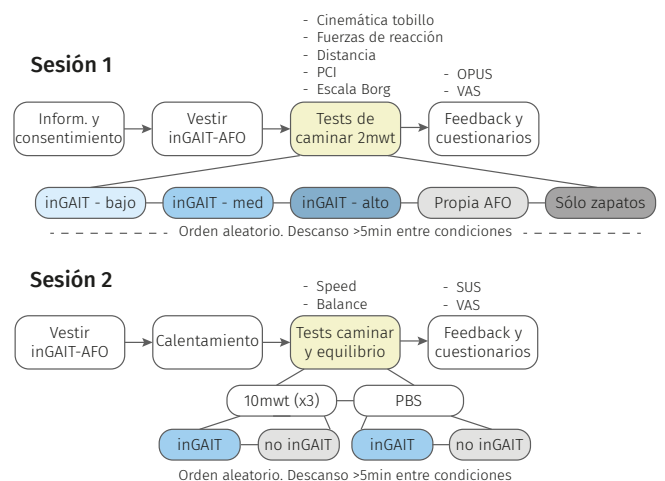 - Cinemática tobillo
- Fuerzas de reacción
- Distancia
- PCI
- Escala Borg
- OPUS
- VAS
Sesión 1
Inform. y
consentimiento
Vestir
inGAIT-AFO
Tests de
caminar 2mwt
Feedback y
cuestionarios
inGAIT - bajo
inGAIT - med
inGAIT - alto
Propia AFO
Sólo zapatos
Orden aleatorio. Descanso >5min entre condiciones
Sesión 2
- Speed
- Balance
- SUS
- VAS
Vestir
inGAIT-AFO
Calentamiento
Tests caminar
y equilibrio
Feedback y
cuestionarios
10mwt (x3)
PBS
inGAIT
no inGAIT
inGAIT
no inGAIT
Orden aleatorio. Descanso >5min entre condiciones